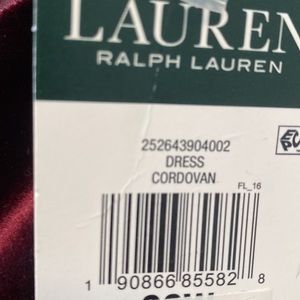 LAUREN
RALPH LAUREN
252643904002
DRESS
CORDOVAN
FL_16
1 90866 85582 8